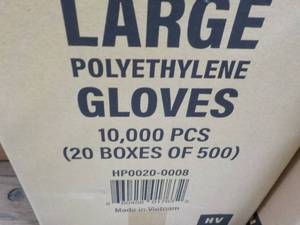 LARGE
POLYETHYLENE
GLOVES
10,000 PCS
(20 BOXES OF 500)
HP0020-0008
Made in Vietnam
HV